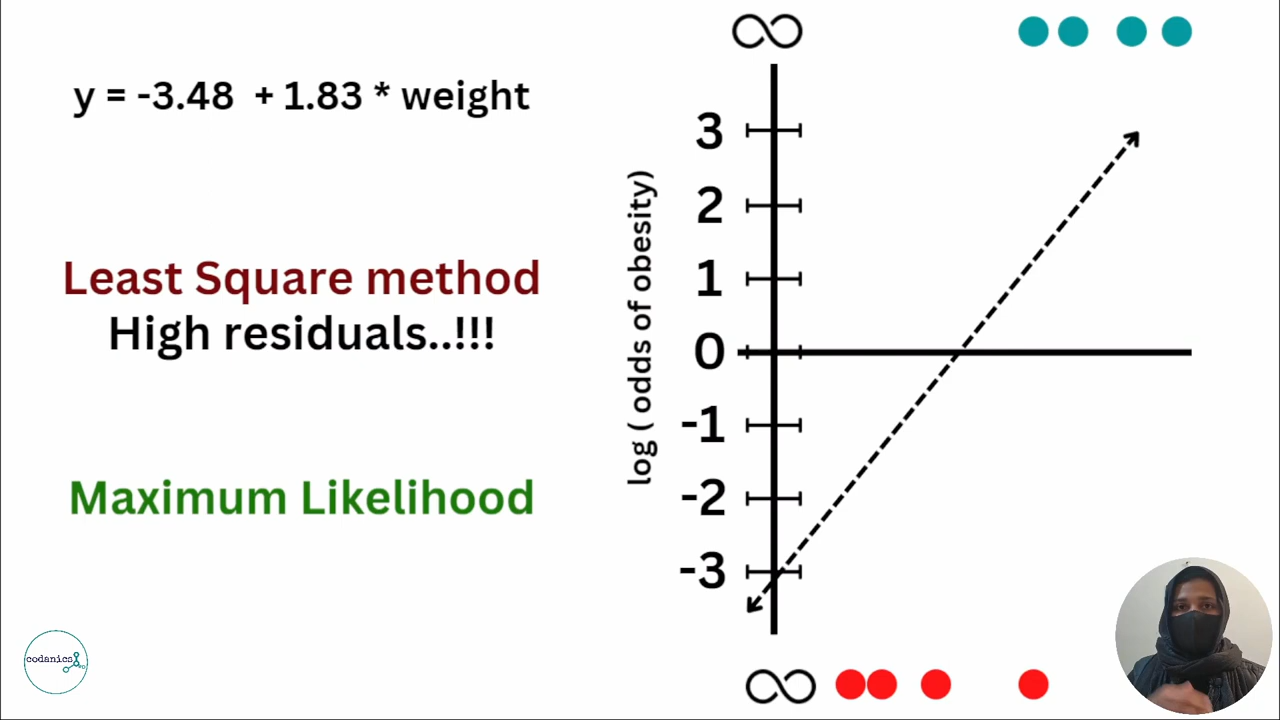 y = -3.48 + 1.83 * weight
Least Square method
High residuals..!!!
Maximum Likelihood
codanics
log ( odds of obesity)
∞
3
2
1
0
-1
-2
-3
∞